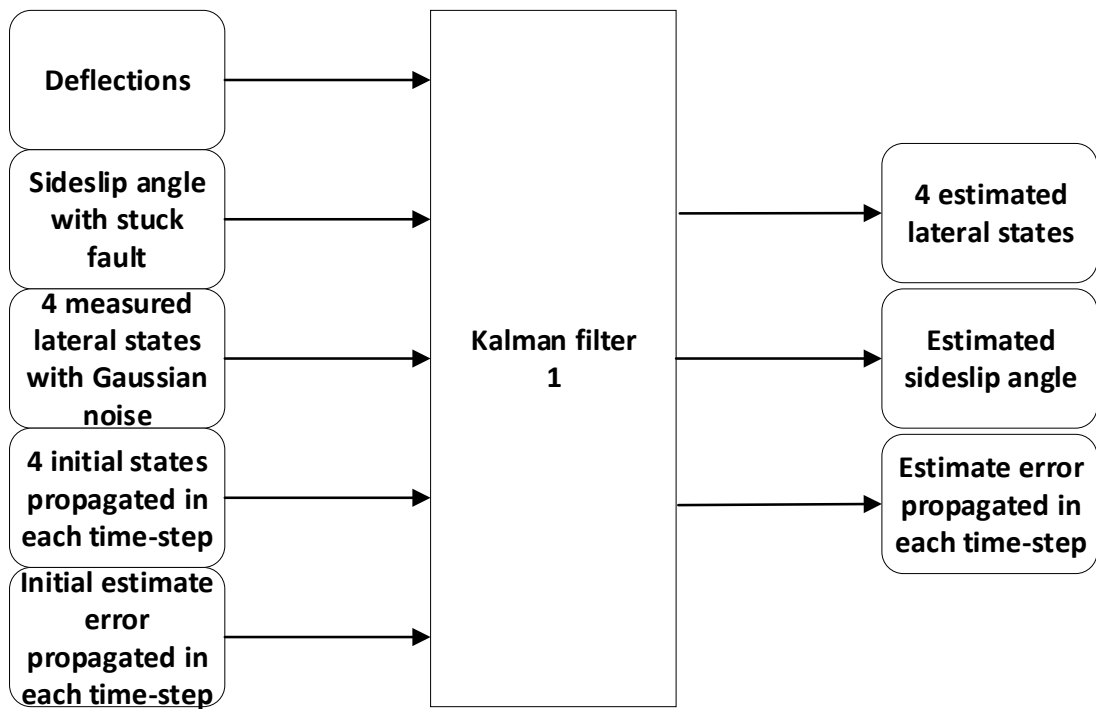 Deflections
Sideslip angle
with stuck
fault
4 measured
lateral states
with Gaussian
noise
4 initial states
propagated in
each time-step
Initial estimate
error
propagated in
each time-step
Kalman filter
1
4 estimated
lateral states
Estimated
sideslip angle
Estimate error
propagated in
each time-step